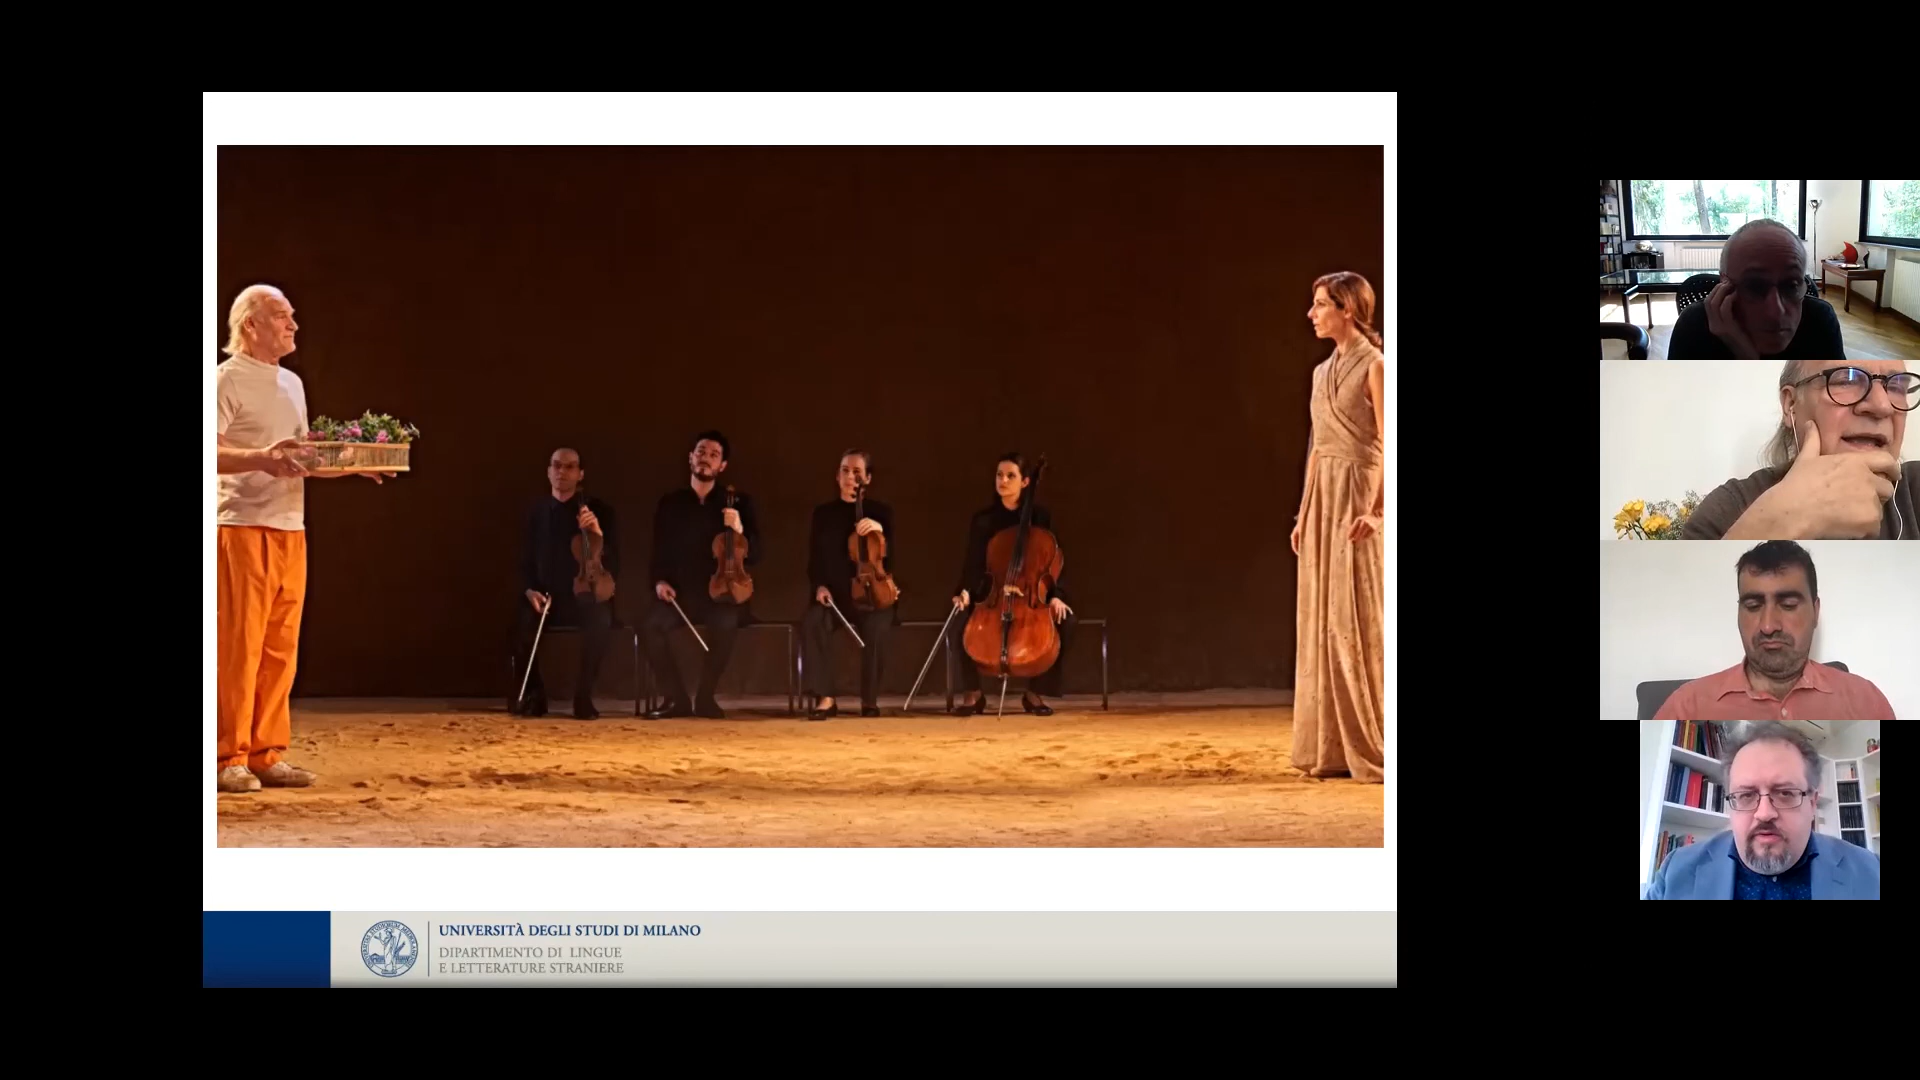 UNIVERSITÀ DEGLI STUDI DI MILANO
DIPARTIMENTO DI LINGUE
E LETTERATURE STRANIERE